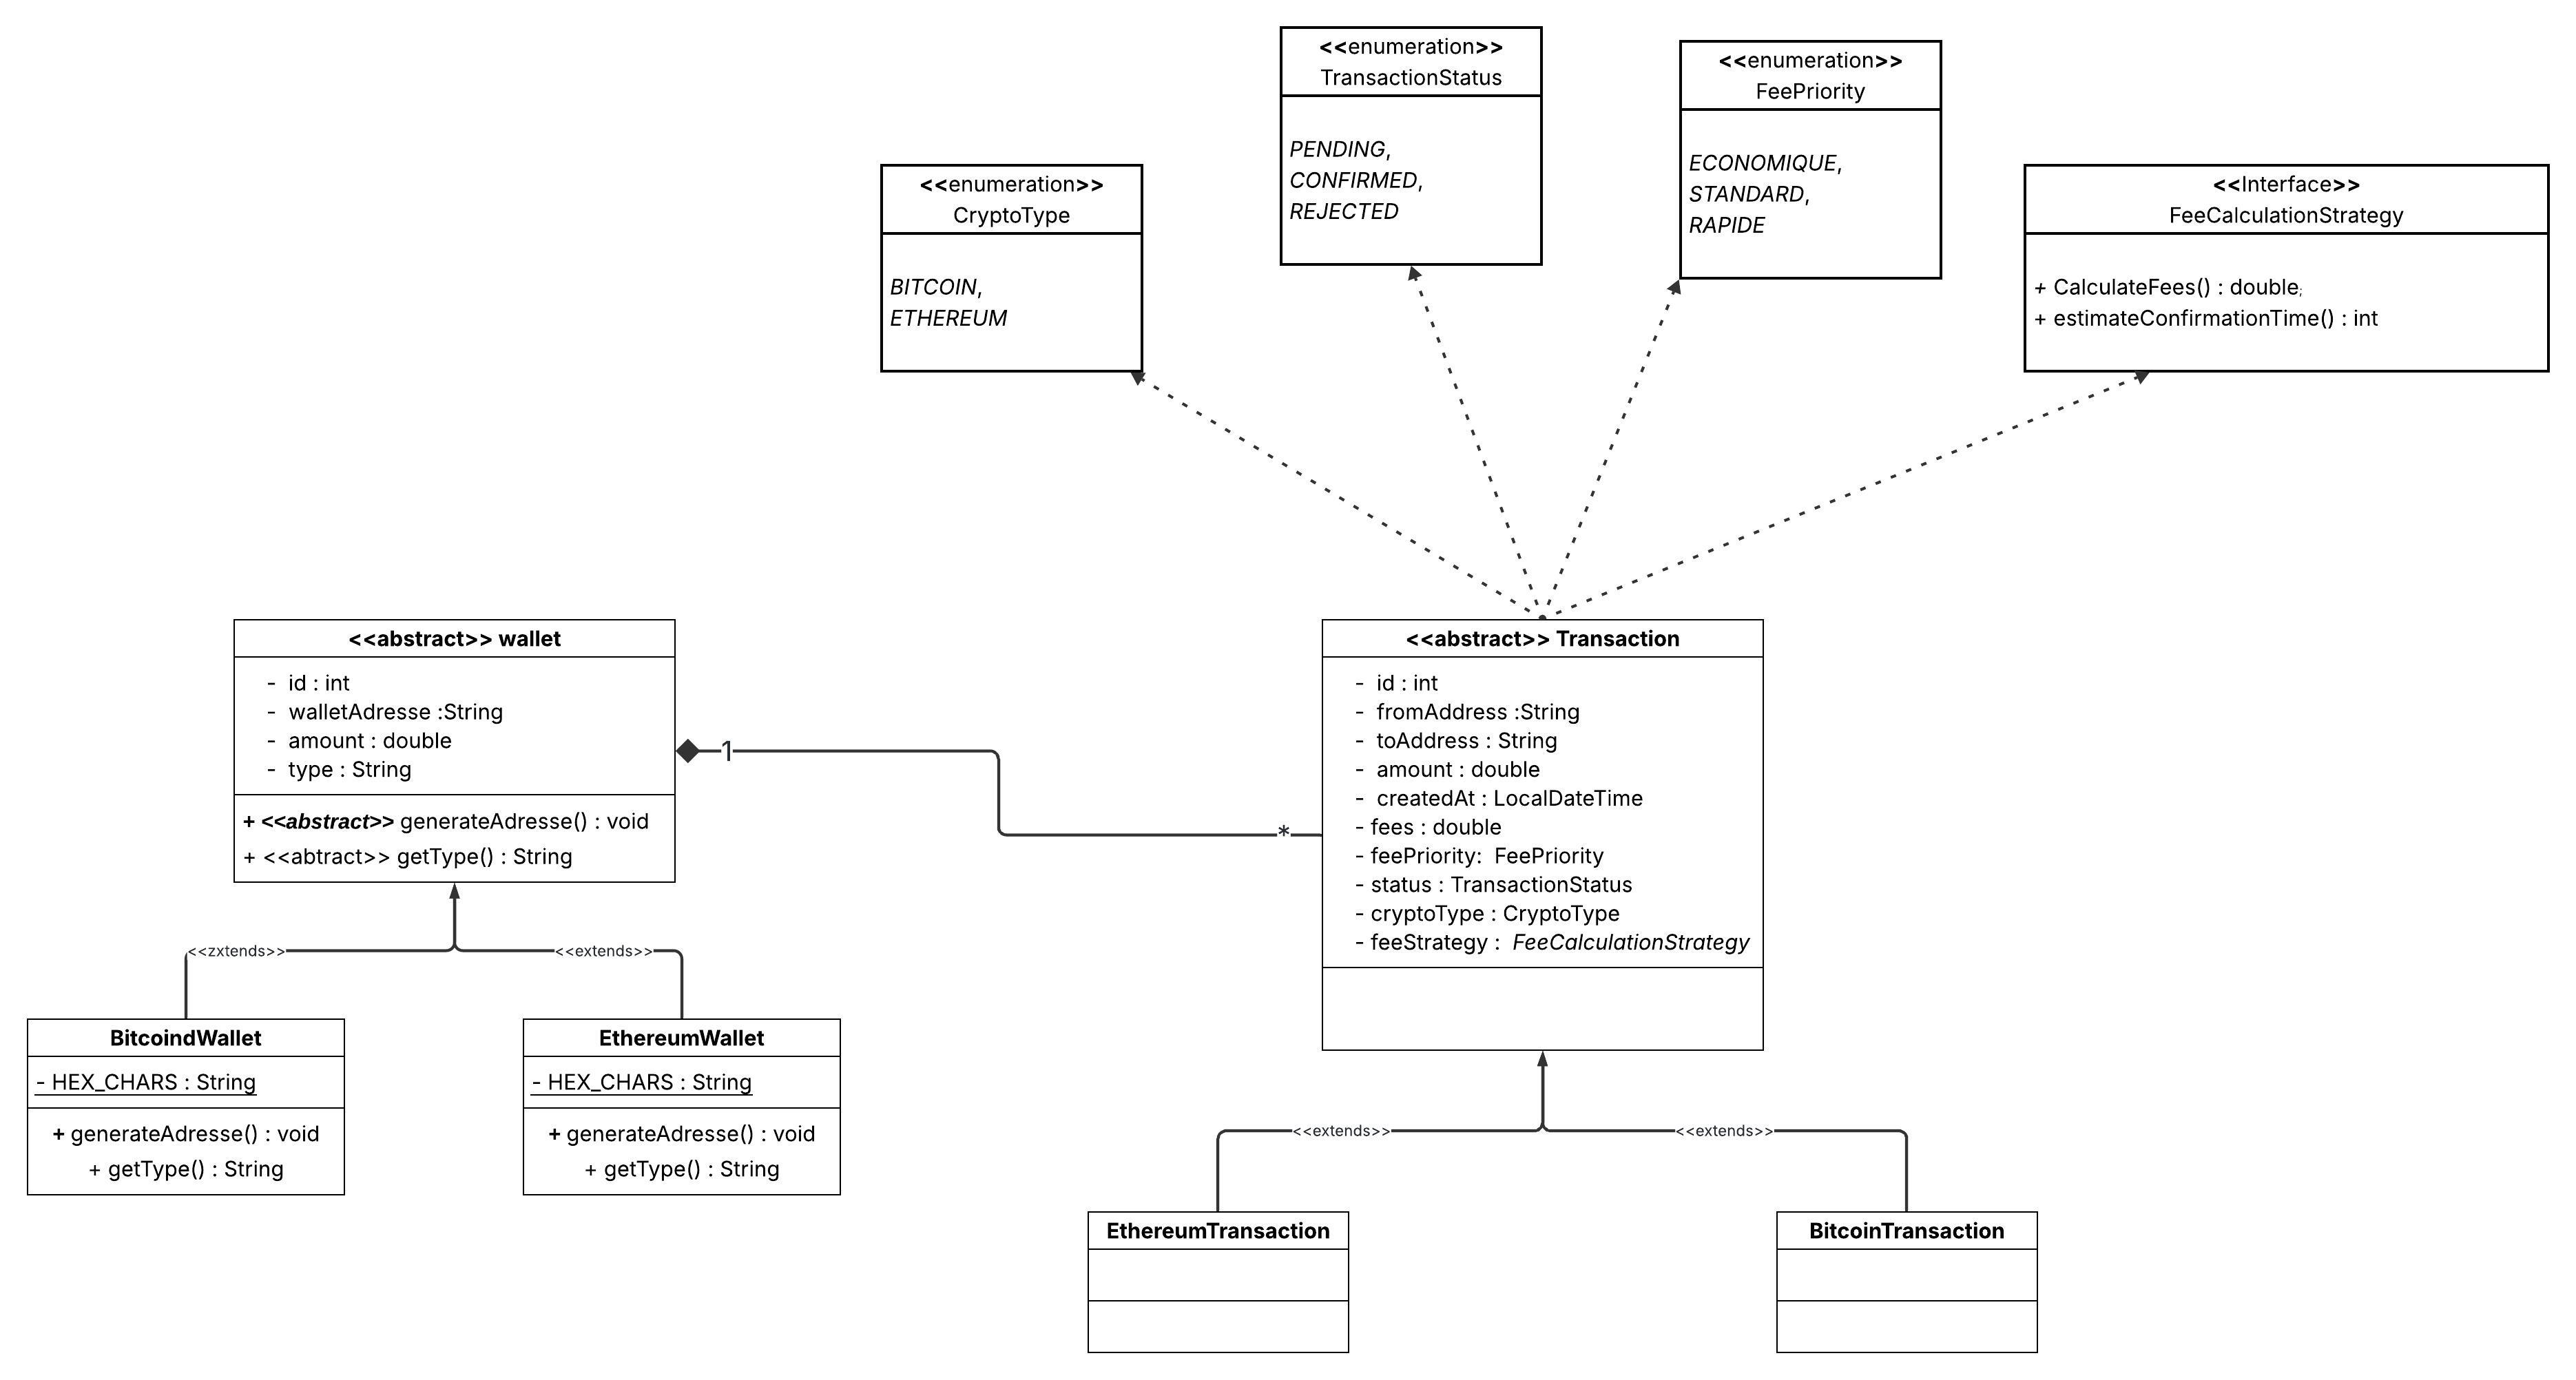 <<enumeration>>
TransactionStatus
PENDING,
CONFIRMED,
REJECTED
<<enumeration>>
FeePriority
ECONOMIQUE,
STANDARD,
RAPIDE
<<enumeration>>
CryptoType
BITCOIN,
ETHEREUM
<<Interface>>
FeeCalculationStrategy
+ CalculateFees() : double;
+ estimateConfirmationTime() : int
<<abstract>> wallet
- id : int
- walletAdresse :String
- amount : double
- type : String
+ <<abstract>> generateAdresse() : void
+ <<abtract>> getType() : String
1
*
<<abstract>> Transaction
- id : int
- fromAddress :String
- toAddress : String
- amount : double
- createdAt : LocalDateTime
- fees : double
- feePriority: FeePriority
- status : TransactionStatus
- cryptoType : CryptoType
- feeStrategy : FeeCalculationStrategy
<<zxtends>>
<<extends>>
BitcoindWallet
- HEX_CHARS : String
+ generateAdresse() : void
+ getType() : String
EthereumWallet
- HEX_CHARS : String
+ generateAdresse() : void
+ getType() : String
<<extends>>
<<extends>>
EthereumTransaction
BitcoinTransaction